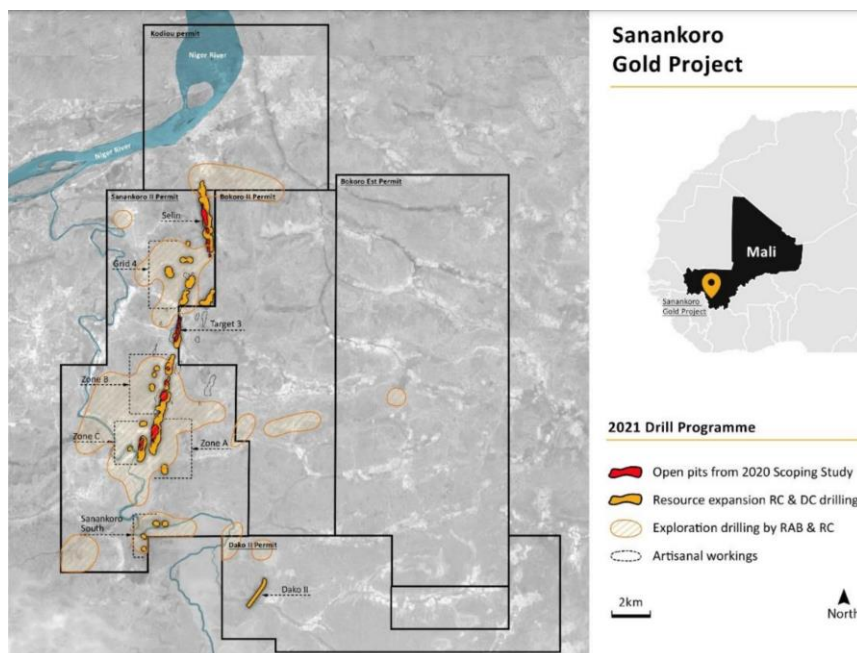 Kodiou permit
Niger River
Niger River
Sanankoro II Permit
Bokoro II Permit
Bokoro Est Permit
Selin
Grid 4
Target 3
Zone B
Zone C
Zone A
Sanankoro
South
Dako II Permit
Dako II
Sanankoro
Gold Project
Mali
Sanankoro
Gold Project
2021 Drill Programme
Open pits from 2020 Scoping Study
Resource expansion RC & DC drilling
Exploration drilling by RAB & RC
Artisanal workings
2km
North